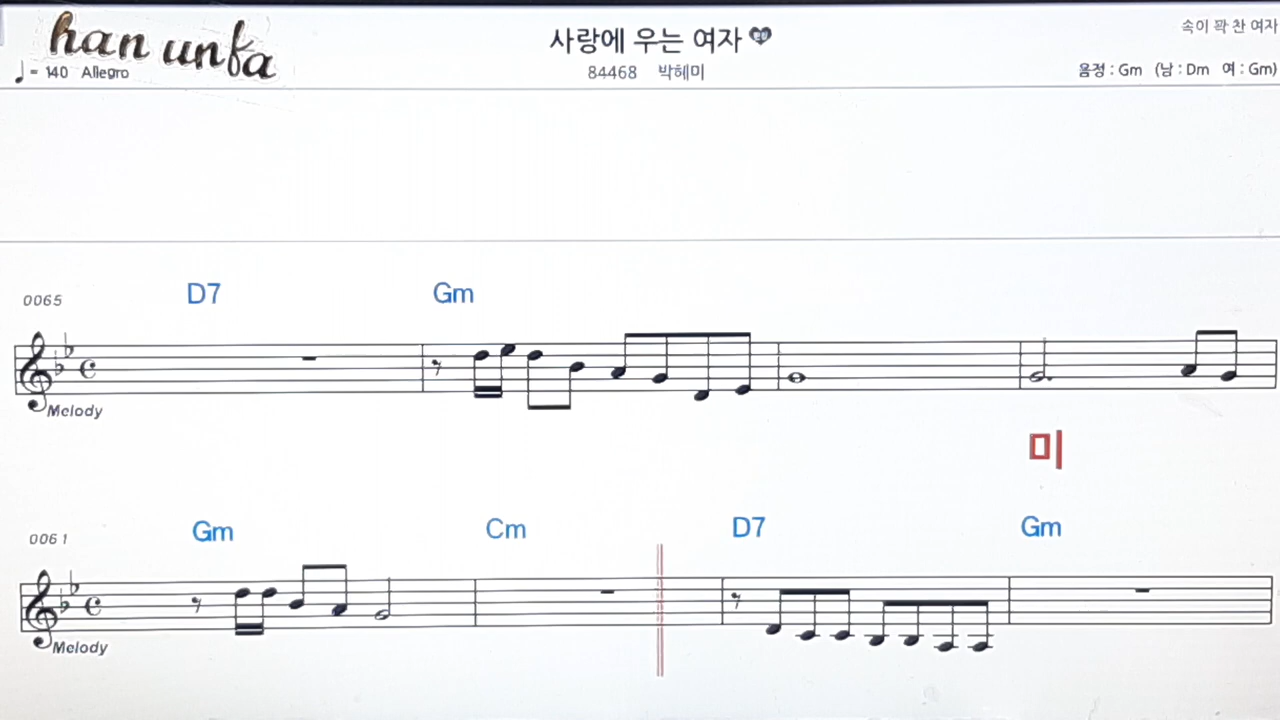 han unfa
사랑에 우는 여자
속이 꽉 찬 여자
♩= 140 Allegro
84468 박혜미
음정 : Gm (남 : Dm 여 : Gm)
0065 D7 Gm
Melody
미
0061 Gm Cm D7 Gm
Melody